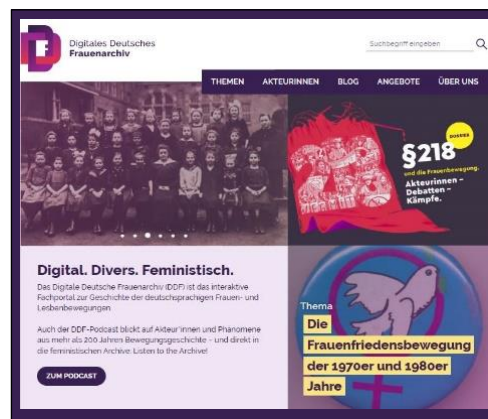 Digitales Deutsches
Frauenarchiv
Suchbegriff eingeben
THEMEN AKTEURINNEN BLOG ANGEBOTE ÜBER UNS
DOSSIER
§218
und die Frauenbewegung.
Akteurinnen –
Debatten –
Kämpfe.
Digital. Divers. Feministisch.
Das Digitale Deutsche Frauenarchiv (DDF) ist das interaktive
Fachportal zur Geschichte der deutschsprachigen Frauen- und
Lesbenbewegungen.
Auch der DDF-Podcast blickt auf Akteur*innen und Phänomene
aus mehr als 200 Jahren Bewegungsgeschichte – und direkt in
die feministischen Archive: Listen to the Archive!
ZUM PODCAST
Thema
Die
Frauenfriedensbewegung
der 1970er und 1980er
Jahre